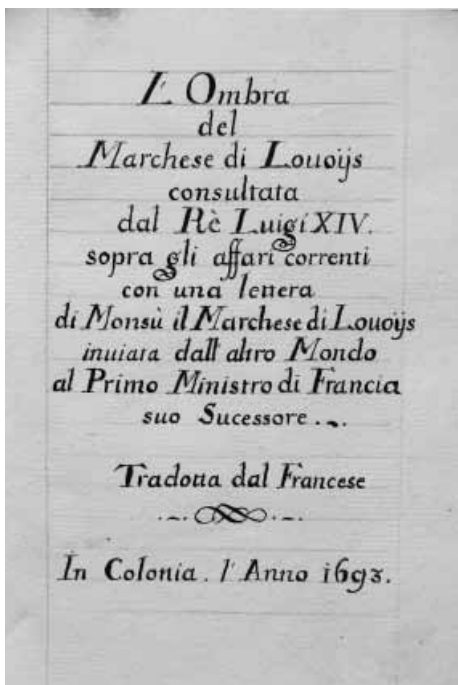 L'Ombra
del
Marchese di Louoijs
consultata
dal Rè Luigi XIV.
sopra gli affari correnti
con una lettera
di Monsù il Marchese di Louoijs
inuiata dall'altro Mondo
al Primo Ministro di Francia
suo Sucessore.
Tradotta dal Francese
In Colonia. l'Anno 1693.